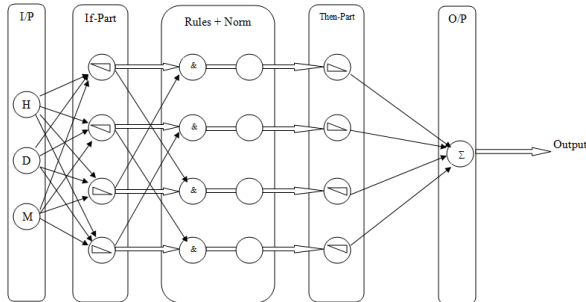 I/P
If-Part
Rules + Norm
Then-Part
O/P
&
H
&
D
Σ
Output
&
M
&